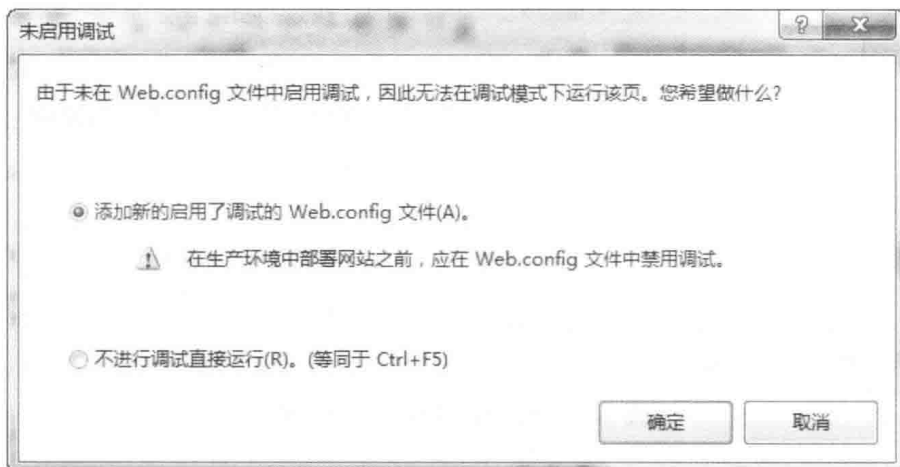 未启用调试
由于未在 Web.config 文件中启用调试，因此无法在调试模式下运行该页。您希望做什么?
添加新的启用了调试的 Web.config 文件(A)。
在生产环境中部署网站之前，应在 Web.config 文件中禁用调试。
不进行调试直接运行(R)。(等同于 Ctrl+F5)
确定
取消